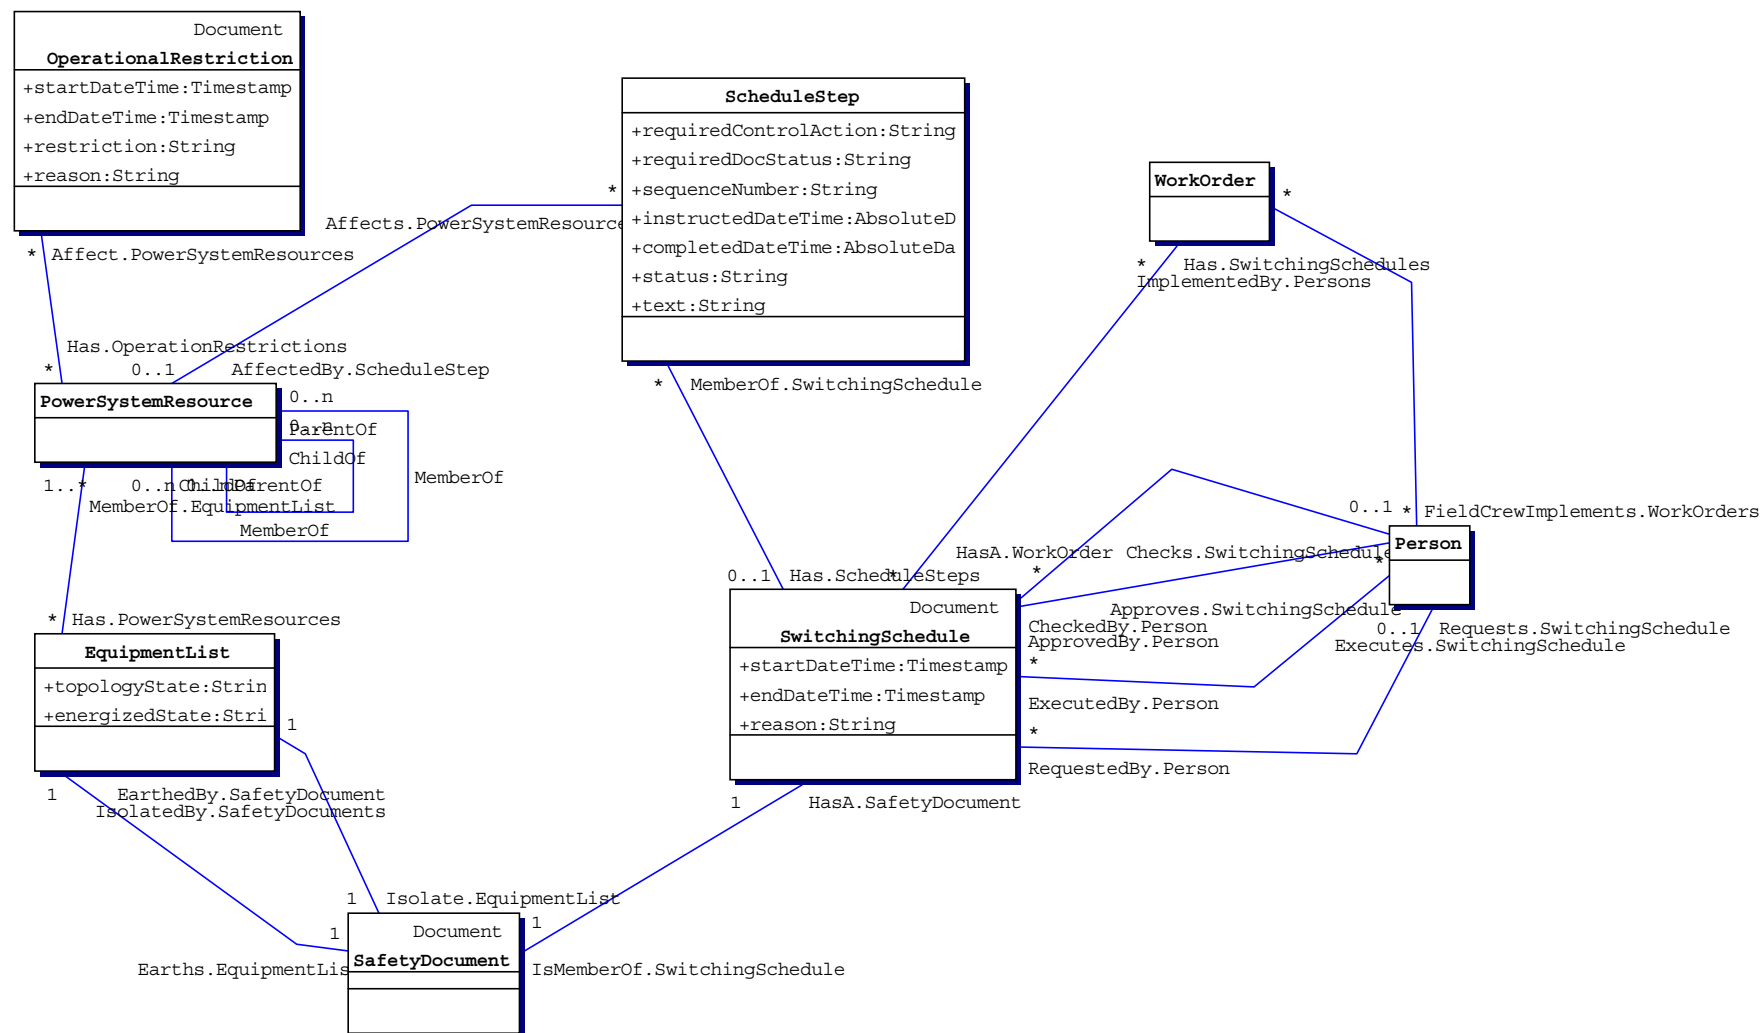 Document
OperationalRestriction
+startDateTime:Timestamp
+endDateTime:Timestamp
+restriction:String
+reason:String
* Affect.PowerSystemResources
Has.OperationRestrictions
*
ScheduleStep
+requiredControlAction:String
+requiredDocStatus:String
+sequenceNumber:String
+instructedDateTime:AbsoluteD
+completedDateTime:AbsoluteDa
+status:String
+text:String
*
Affects.PowerSystemResource
0..1 AffectedBy.ScheduleStep
* MemberOf.SwitchingSchedule
WorkOrder
*
* Has.SwitchingSchedules
ImplementedBy.Persons
PowerSystemResource
0..n
0..n
ParentOf
ChildOf
MemberOf
1..*
0..n
ChildOf
0..n
ParentOf
MemberOf.EquipmentList
MemberOf
* Has.PowerSystemResources
EquipmentList
+topologyState:Strin
+energizedState:Stri
1
1 EarthedBy.SafetyDocument
IsolatedBy.SafetyDocuments
0..1 * FieldCrewImplements.WorkOrders
Person
HasA.WorkOrder Checks.SwitchingSchedule
*
*
*
0..1 Has.ScheduleSteps
Document
SwitchingSchedule
+startDateTime:Timestamp
+endDateTime:Timestamp
+reason:String
Approves.SwitchingSchedule
CheckedBy.Person
ApprovedBy.Person
0..1 Requests.SwitchingSchedule
Executes.SwitchingSchedule
*
ExecutedBy.Person
*
RequestedBy.Person
1 HasA.SafetyDocument
1 Isolate.EquipmentList
1
1
Document
SafetyDocument
Earths.EquipmentLis
IsMemberOf.SwitchingSchedule